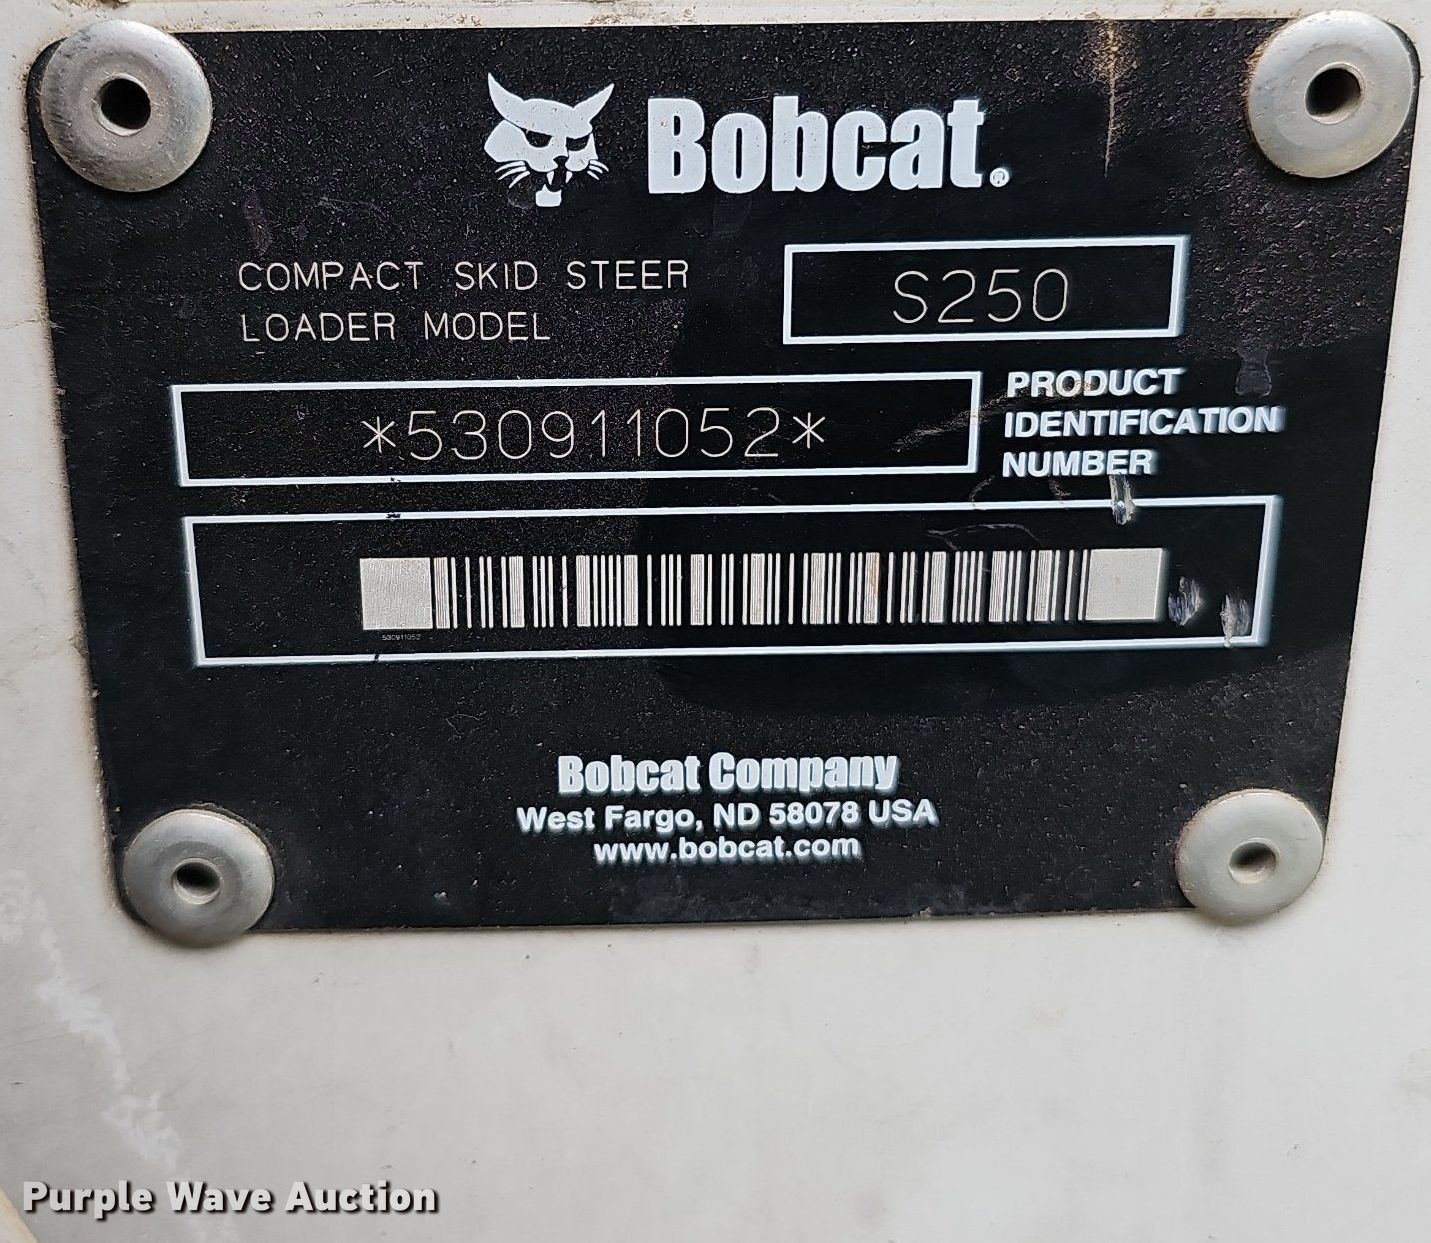 Bobcat®
COMPACT SKID STEER
LOADER MODEL
S250
*530911052*
PRODUCT
IDENTIFICATION
NUMBER
530911052
Bobcat Company
West Fargo, ND 58078 USA
www.bobcat.com
Purple Wave Auction